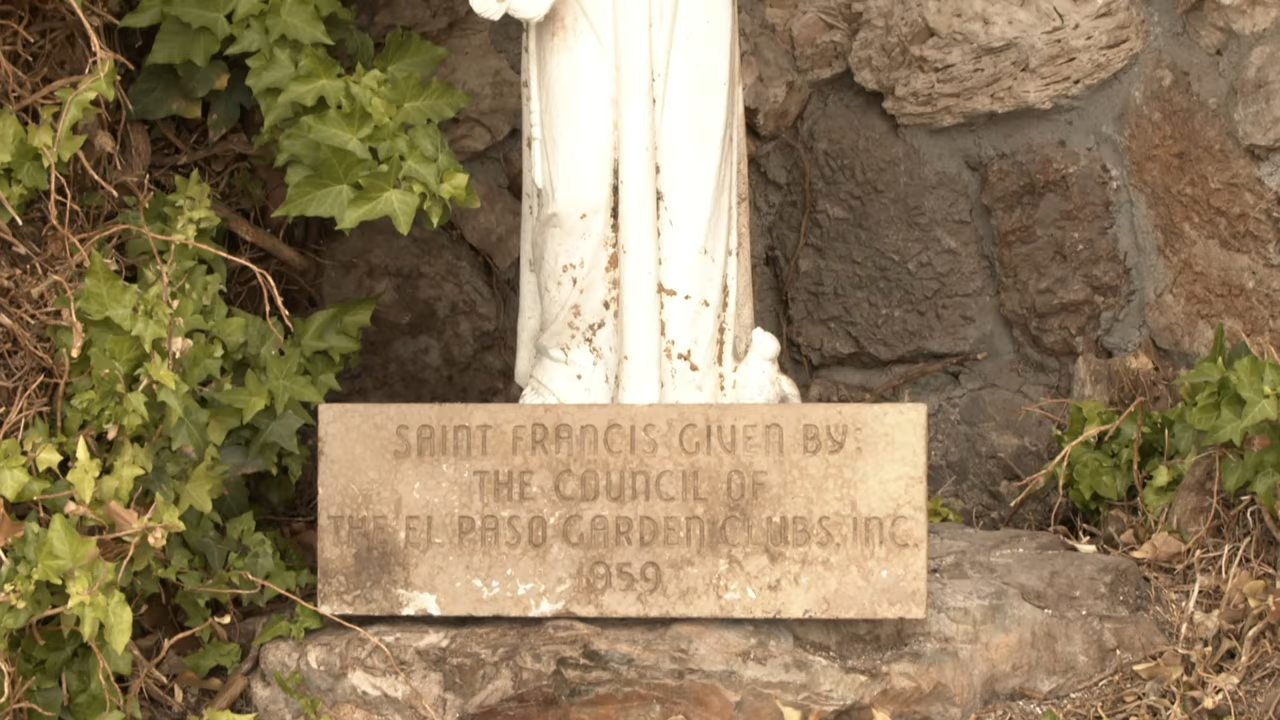 SAINT FRANCIS GIVEN BY:
THE COUNCIL OF
THE EL PASO GARDEN CLUBS, INC.
1959